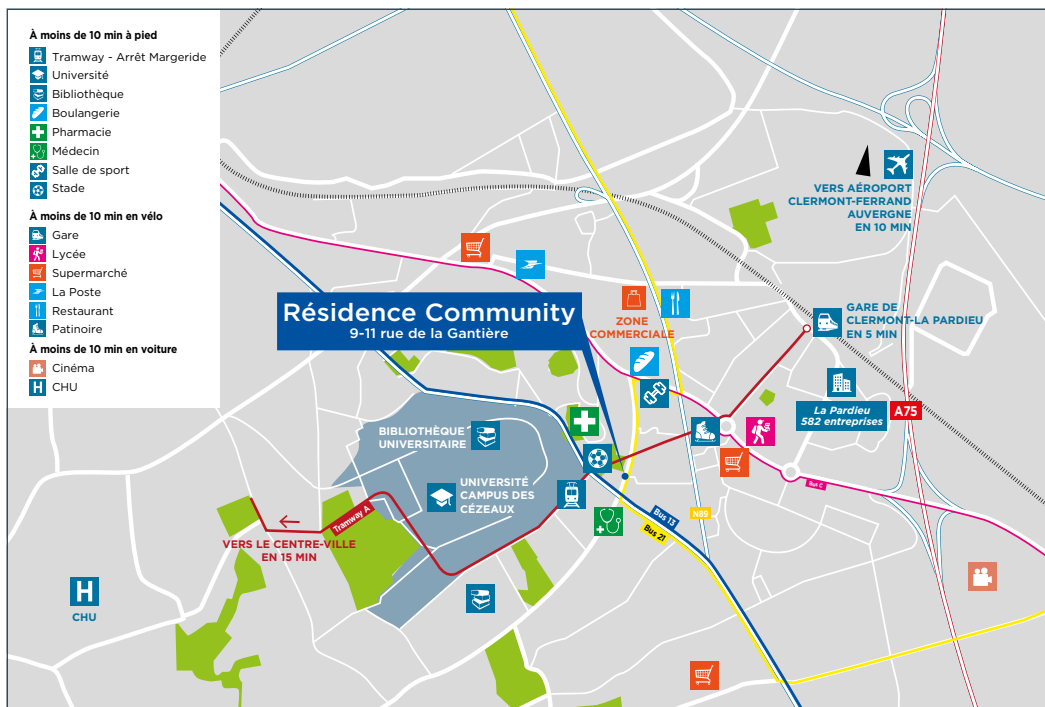 À moins de 10 min à pied
Tramway - Arrêt Margeride
Université
Bibliothèque
Boulangerie
Pharmacie
Médecin
Salle de sport
Stade
À moins de 10 min en vélo
Gare
Lycée
Supermarché
La Poste
Restaurant
Patinoire
À moins de 10 min en voiture
Cinéma
H CHU
VERS AÉROPORT
CLERMONT-FERRAND
AUVERGNE
EN 10 MIN
Résidence Community
9-11 rue de la Gantière
ZONE
COMMERCIALE
GARE DE
CLERMONT-LA PARDIEU
EN 5 MIN
La Pardieu
582 entreprises
A75
BIBLIOTHÈQUE
UNIVERSITAIRE
UNIVERSITÉ
CAMPUS DES
CÉZEAUX
Bus C
N89
Bus 13
Bus 21
Tramway A
VERS LE CENTRE-VILLE
EN 15 MIN
H
CHU